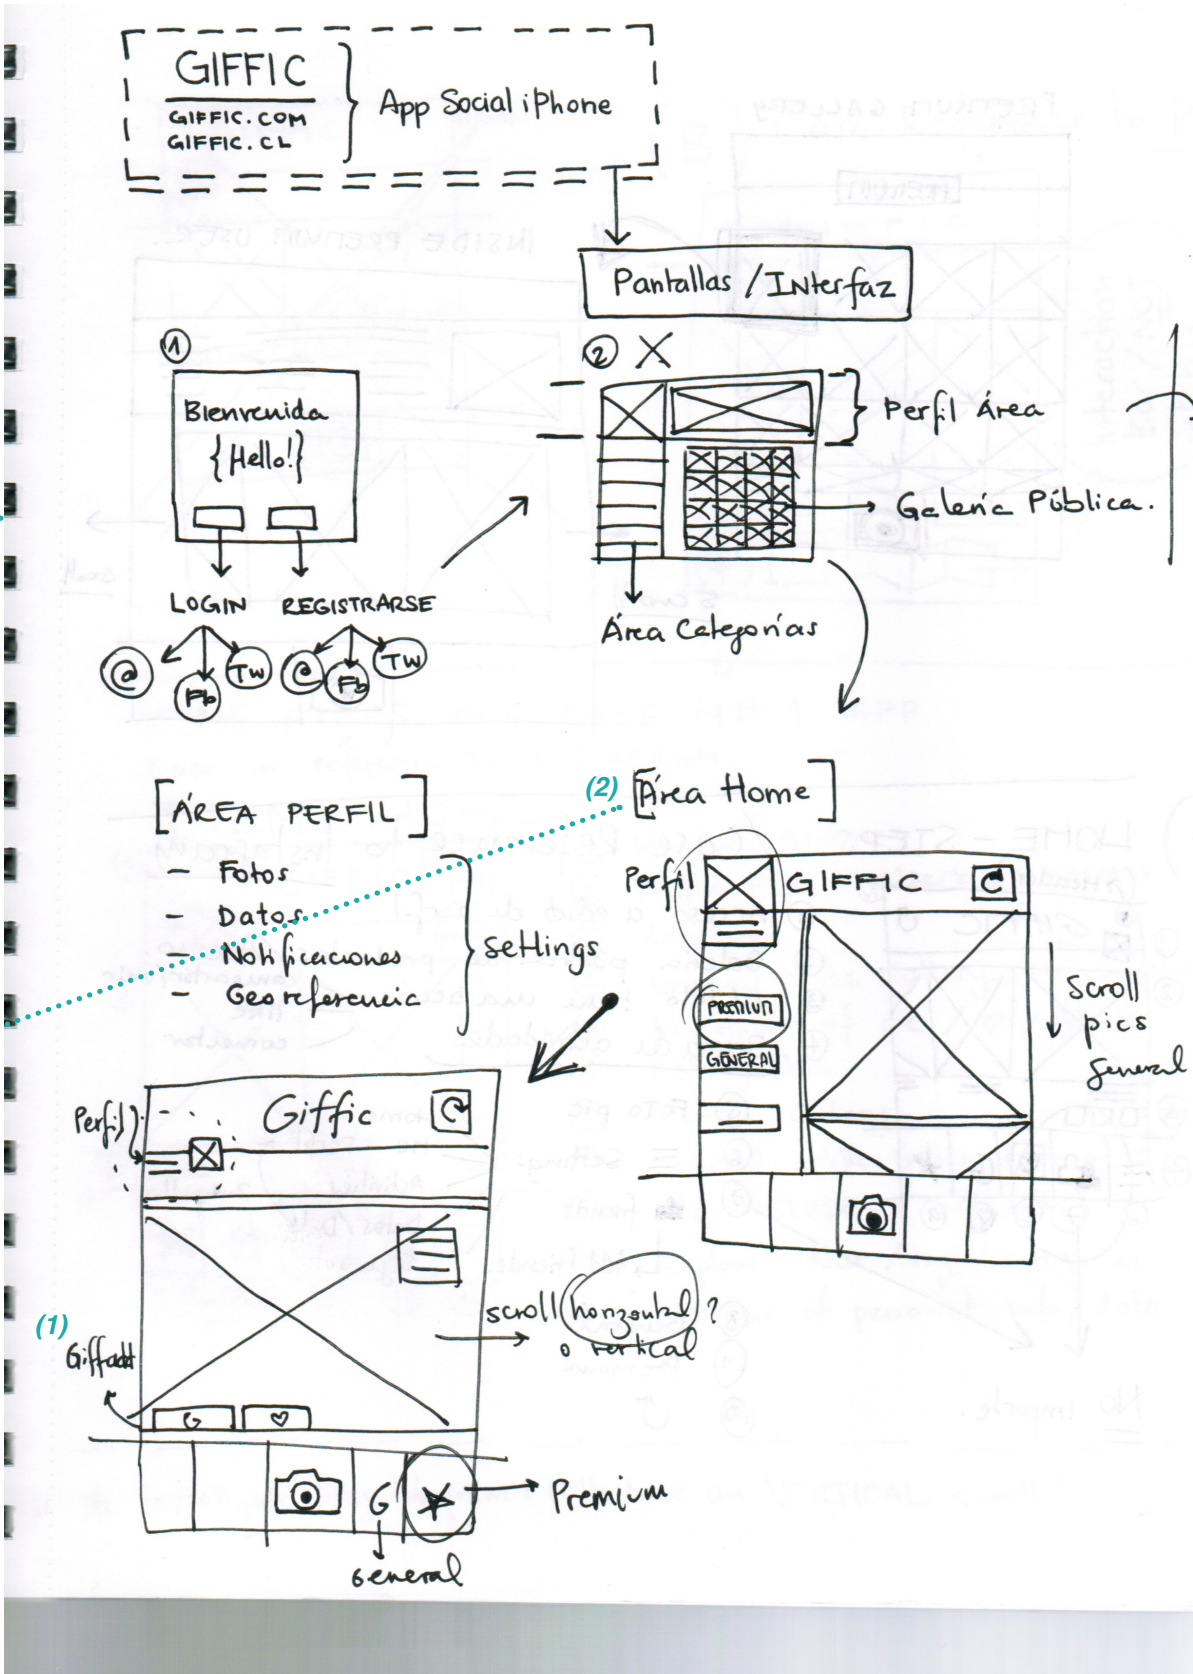 GIFFIC
GIFFIC.COM
GIFFIC.CL
App Social iPhone
Pantallas / Interfaz
1
Bienvenida
{Hello!}
LOGIN
REGISTRARSE
@
Fb
Tw
@
Fb
Tw
2 X
Perfil Área
Galería Pública.
Área Categorías
[ÁREA PERFIL]
- Fotos
- Datos
- Notificaciones
- Georeferencia
Settings
(2)
[Área Home]
Perfil
GIFFIC
PREMIUM
GENERAL
Scroll
pics
general
Perfil
Giffic
(1)
Giffadd
G
scroll horizontal?
o vertical
G
Premium
General